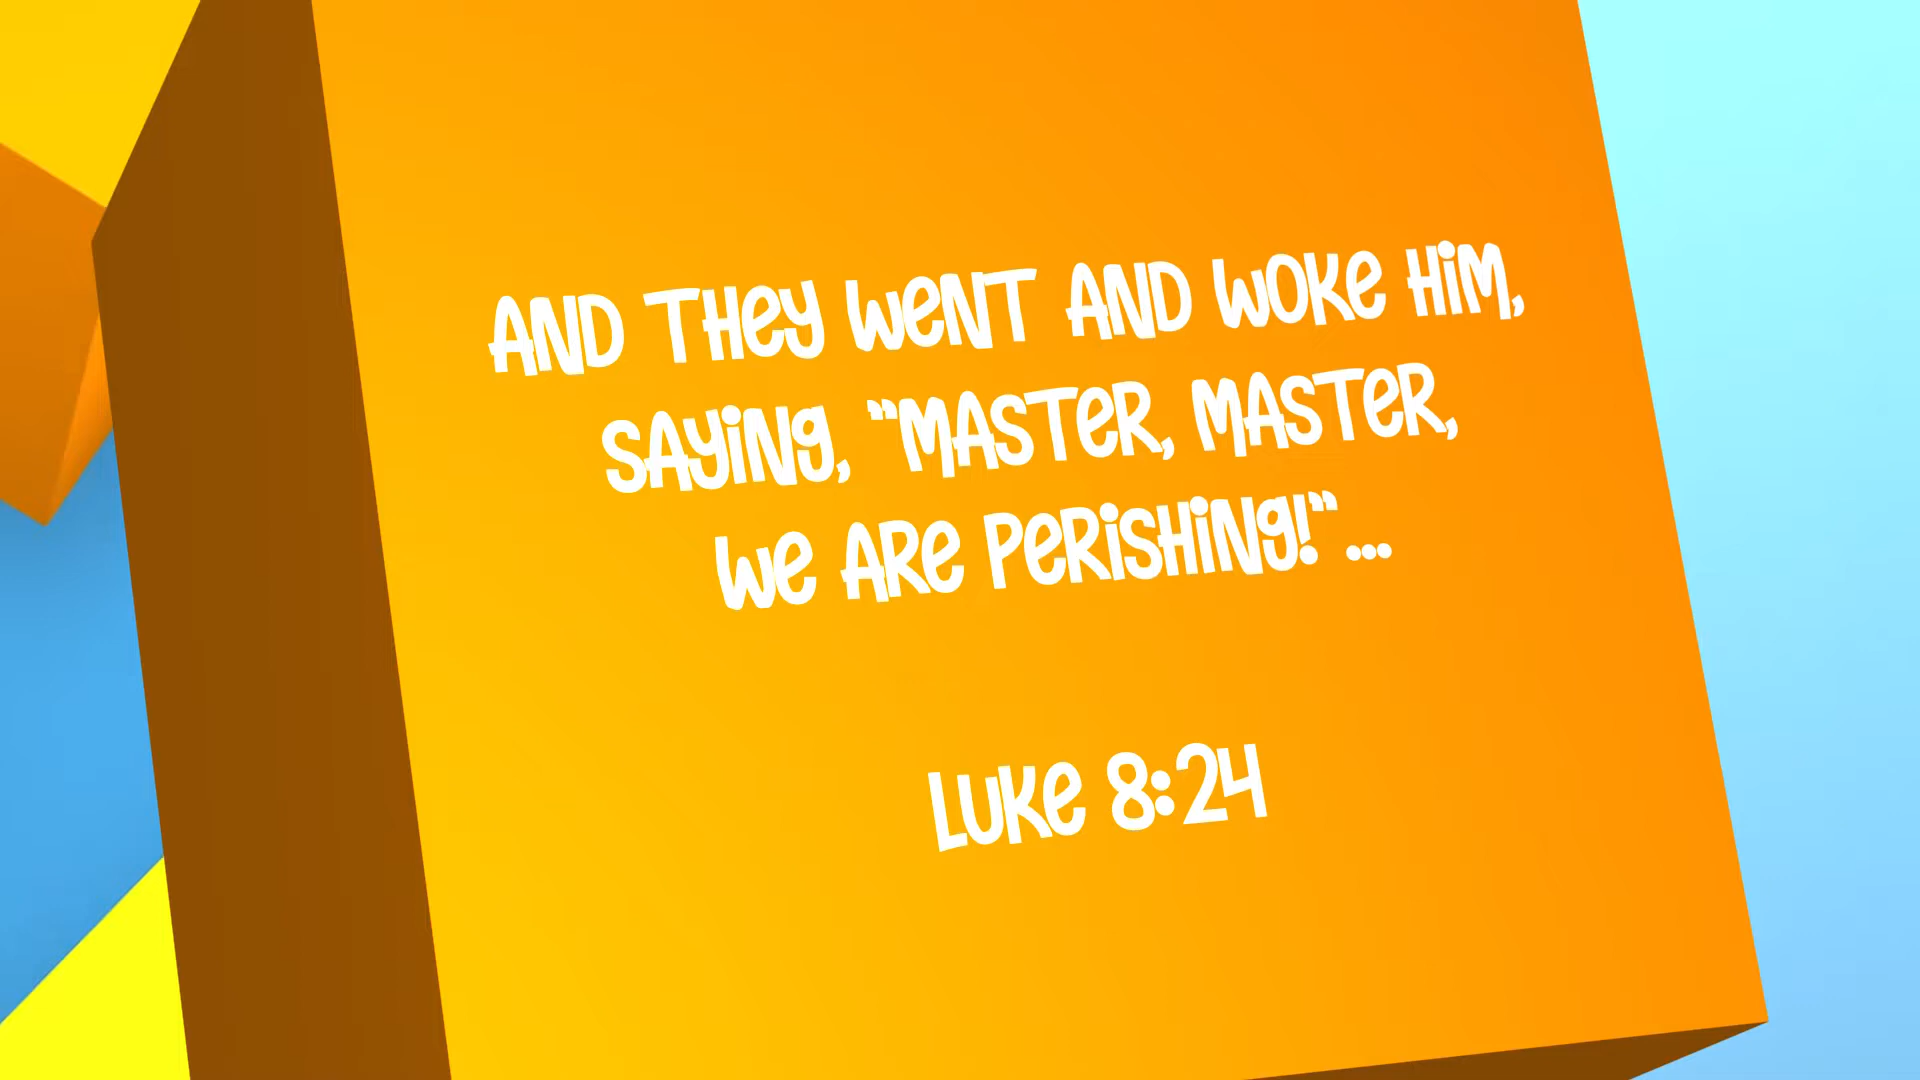 AND THEY WENT AND WOKE HIM,
SAYING, "MASTER, MASTER,
WE ARE PERISHING!" ...
LUKE 8:24